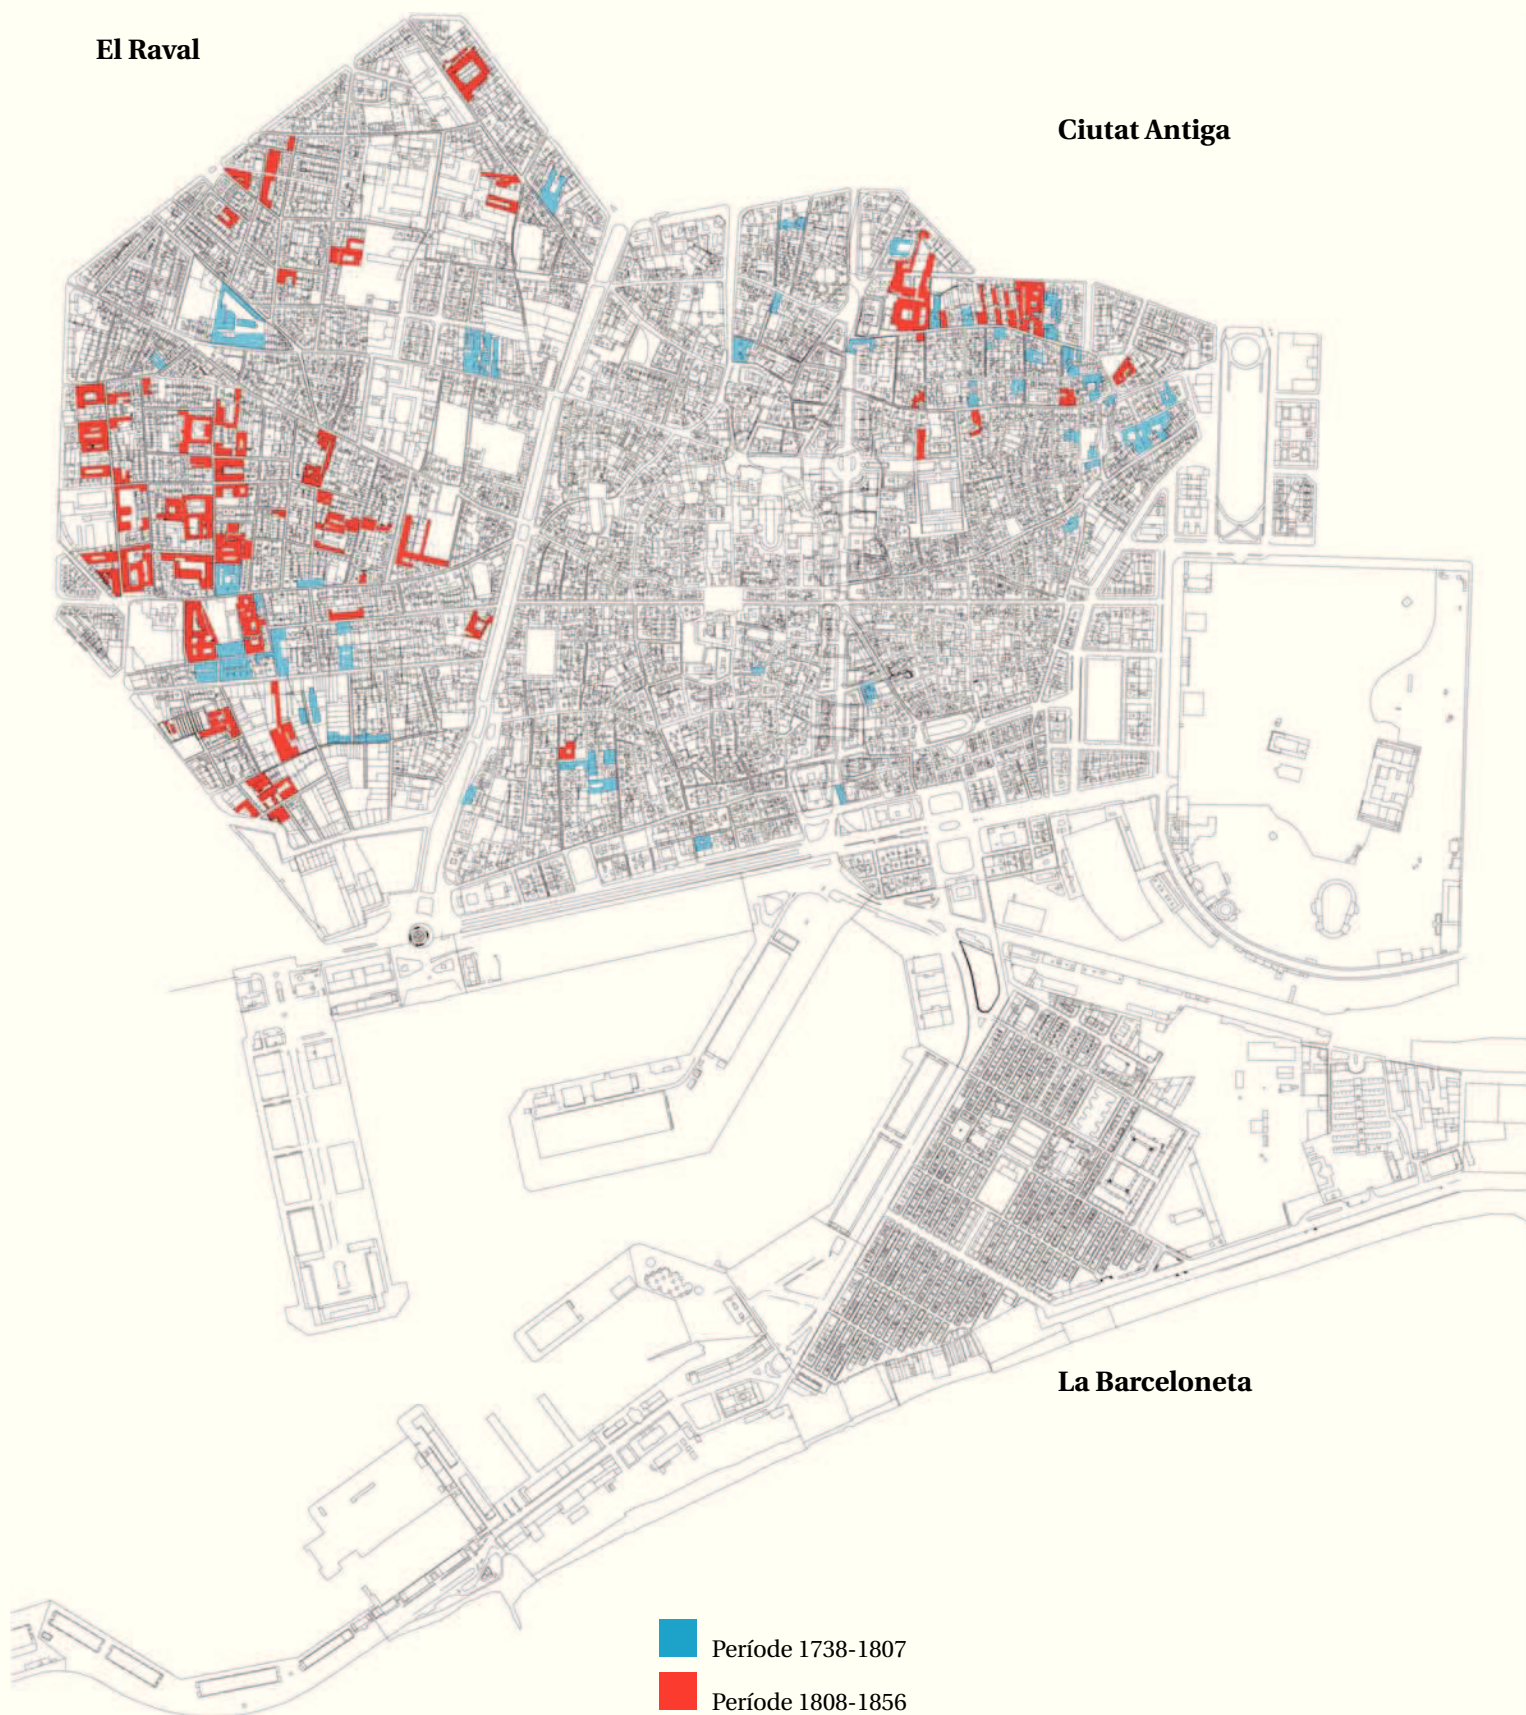 El Raval
Ciutat Antiga
La Barceloneta
Període 1738-1807
Període 1808-1856